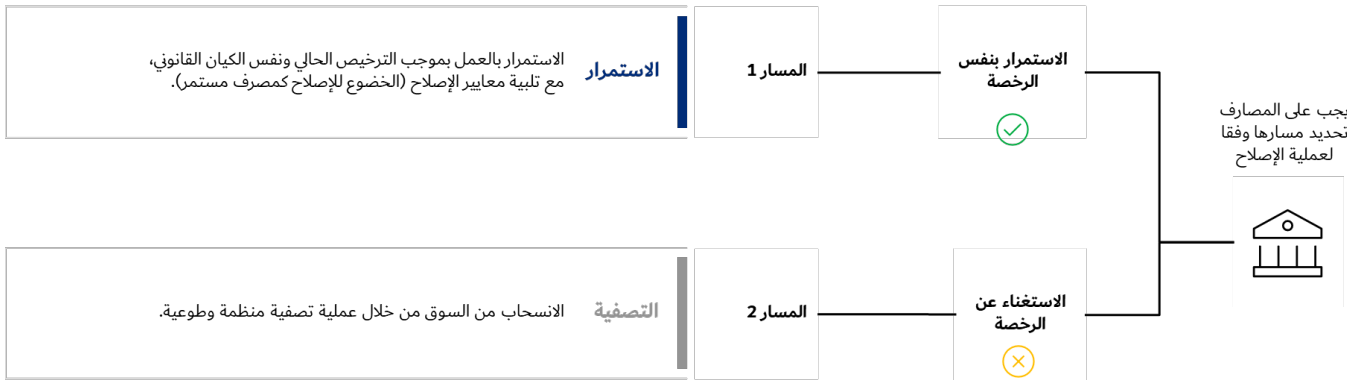 يجب على المصارف
تحديد مسارها وفقا
لعملية الإصلاح
الاستمرار بنفس
الرخصة
المسار 1
الاستمرار
الاستمرار بالعمل بموجب الترخيص الحالي ونفس الكيان القانوني،
مع تلبية معايير الإصلاح (الخضوع للإصلاح كمصرف مستمر).
الاستغناء عن
الرخصة
المسار 2
التصفية
الانسحاب من السوق من خلال عملية تصفية منظمة وطوعية.